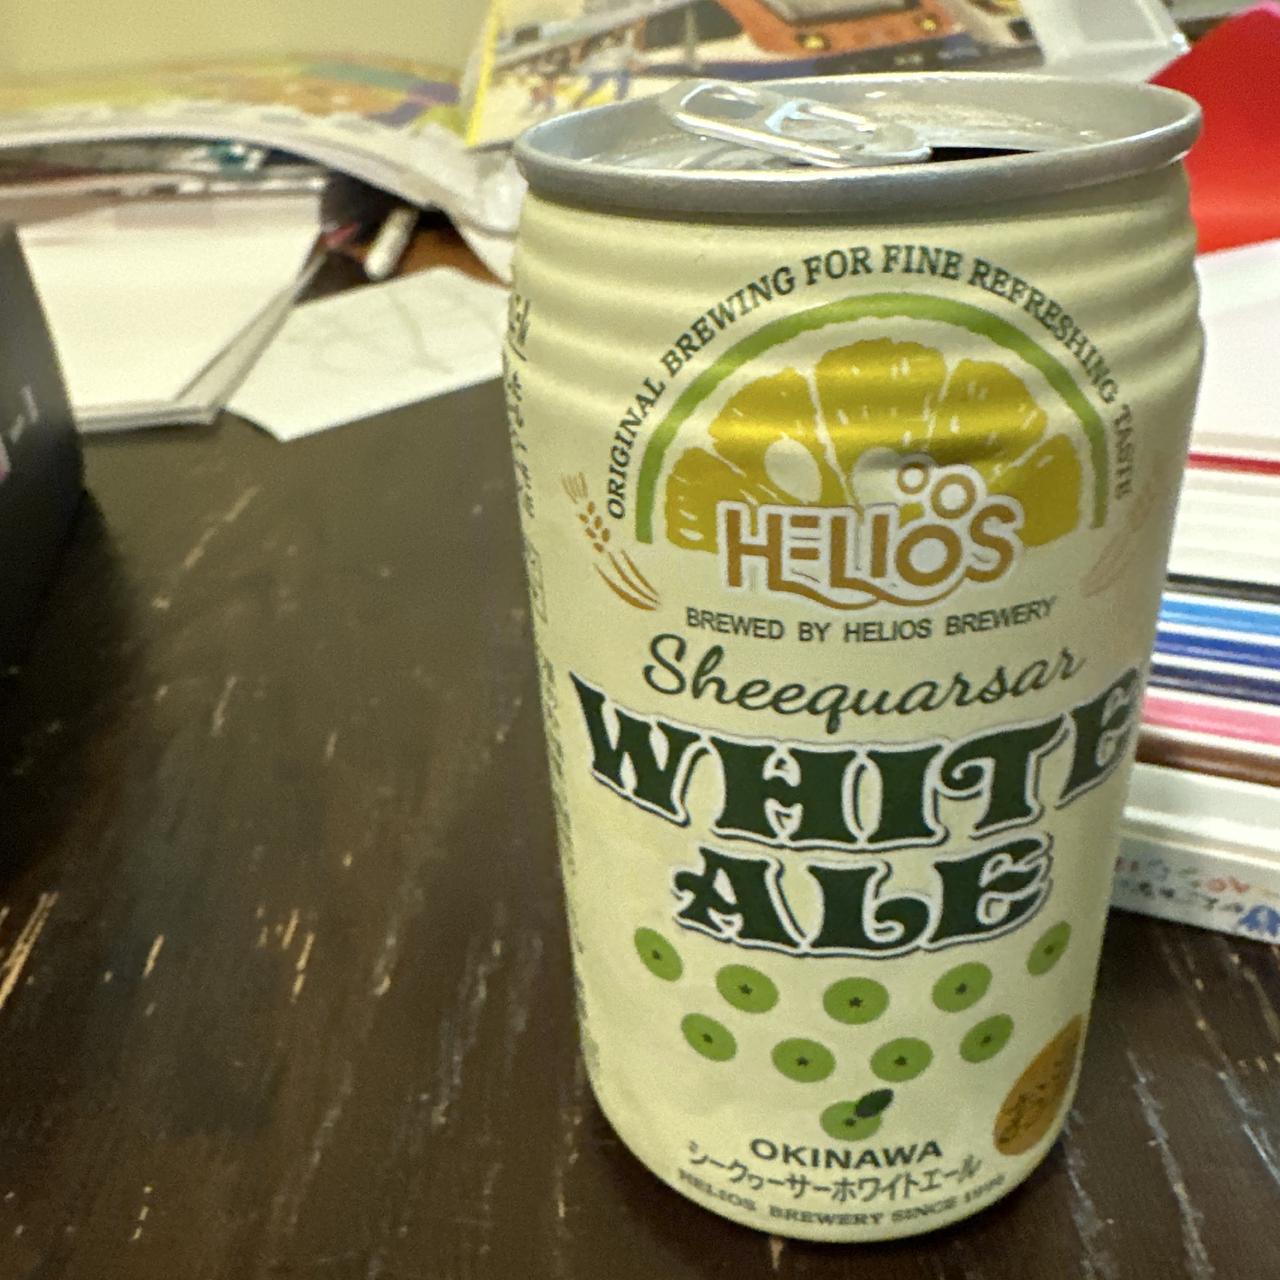 ORIGINAL BREWING FOR FINE REFRESHING TASTE
HELIOS
BREWED BY HELIOS BREWERY
Sheequarsar
WHITE
ALE
OKINAWA
シークヮーサーホワイトエール
HELIOS BREWERY SINCE 1996